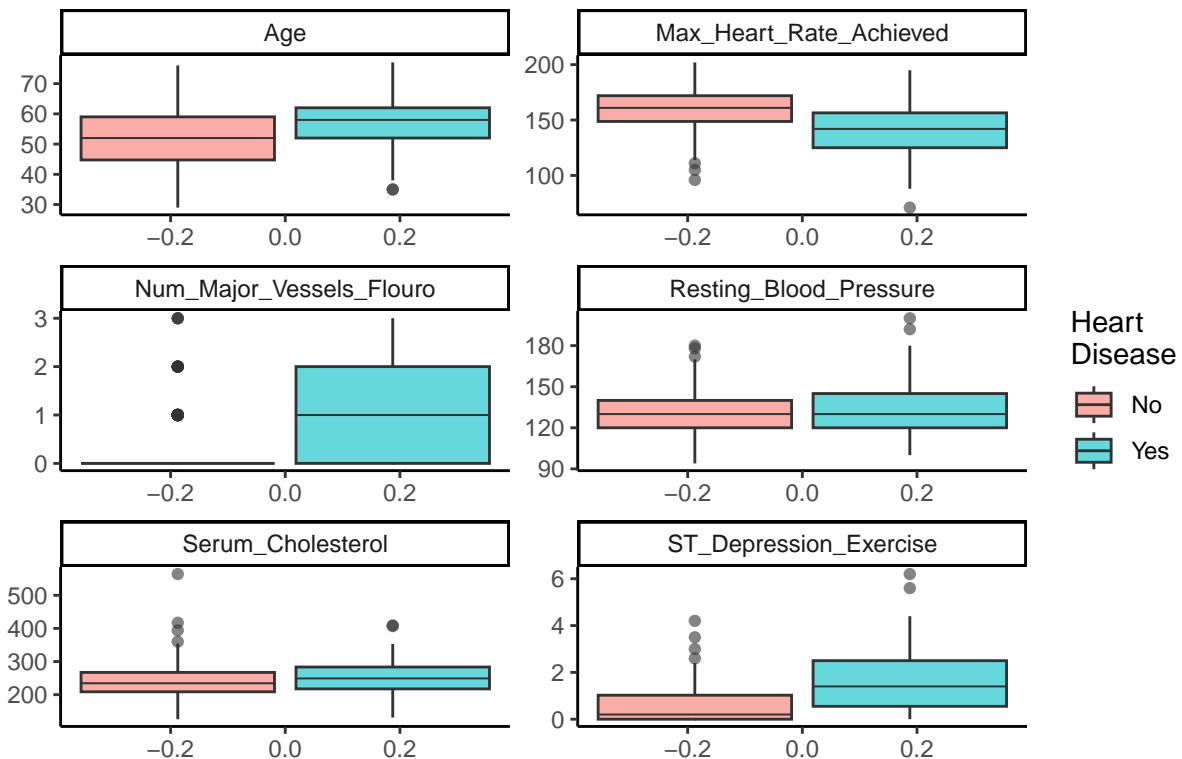 Age
70
60
50
40
30
−0.2 0.0 0.2
Max_Heart_Rate_Achieved
200
150
100
−0.2 0.0 0.2
Num_Major_Vessels_Flouro
3
2
1
0
−0.2 0.0 0.2
Resting_Blood_Pressure
180
150
120
90
−0.2 0.0 0.2
Serum_Cholesterol
500
400
300
200
−0.2 0.0 0.2
ST_Depression_Exercise
6
4
2
0
−0.2 0.0 0.2
Heart
Disease
No
Yes